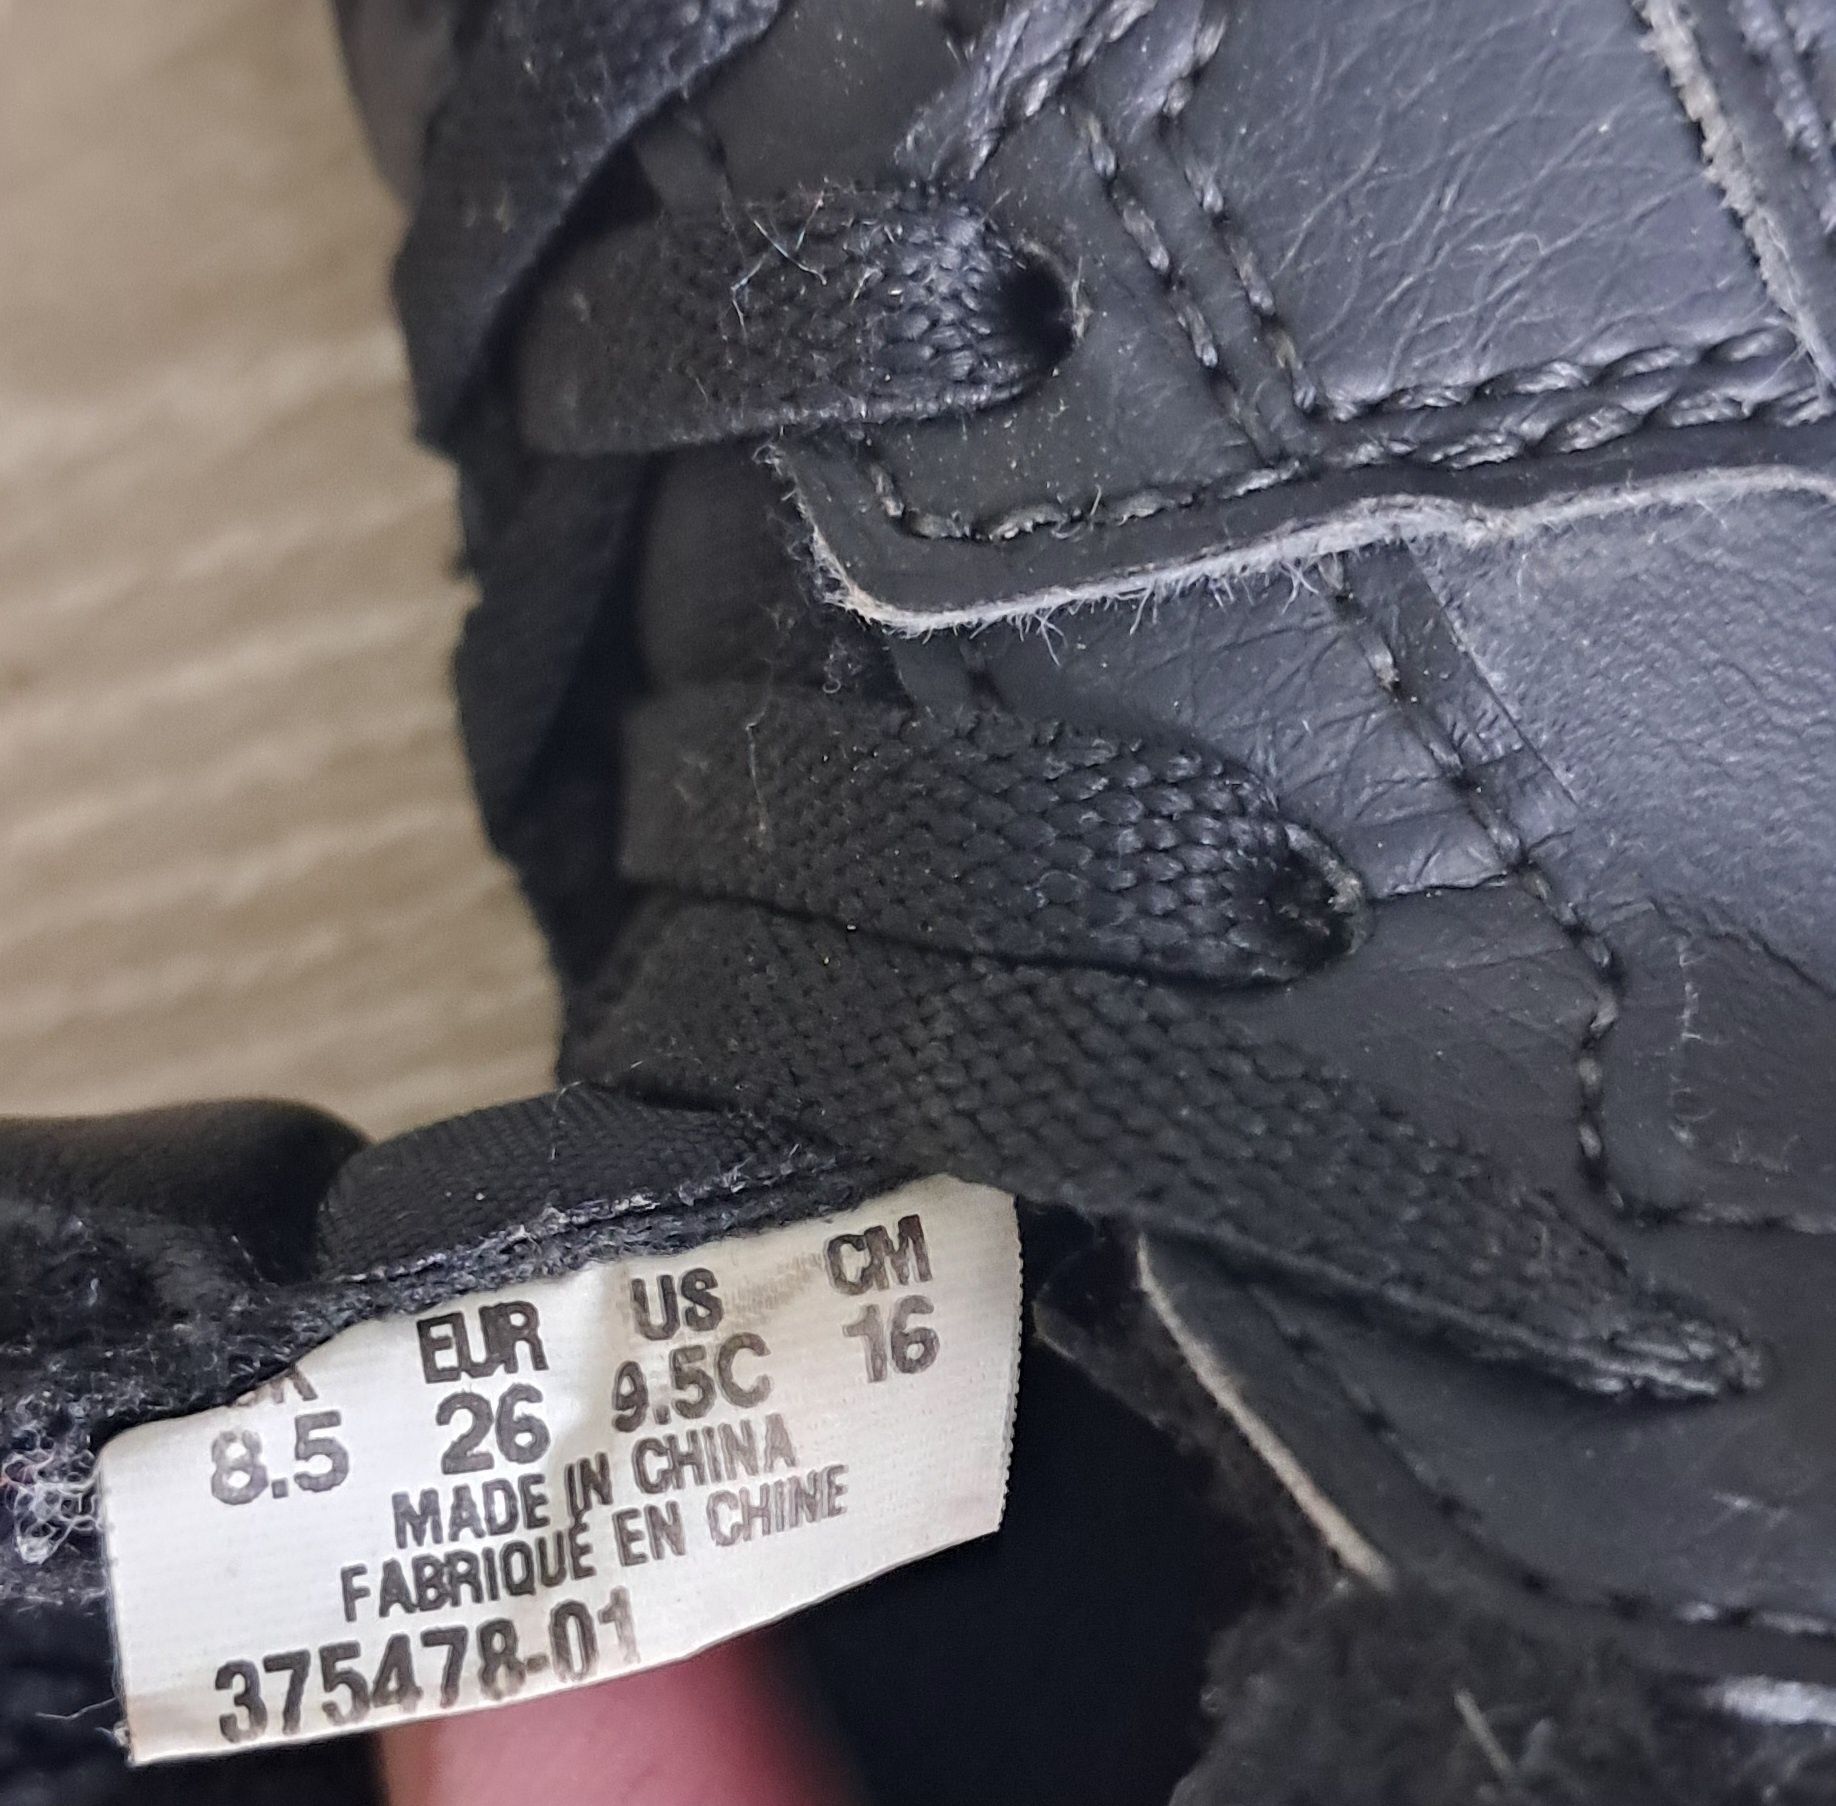 EUR US CM
8.5 26 9.5C 16
MADE IN CHINA
FABRIQUÉ EN CHINE
375478-01